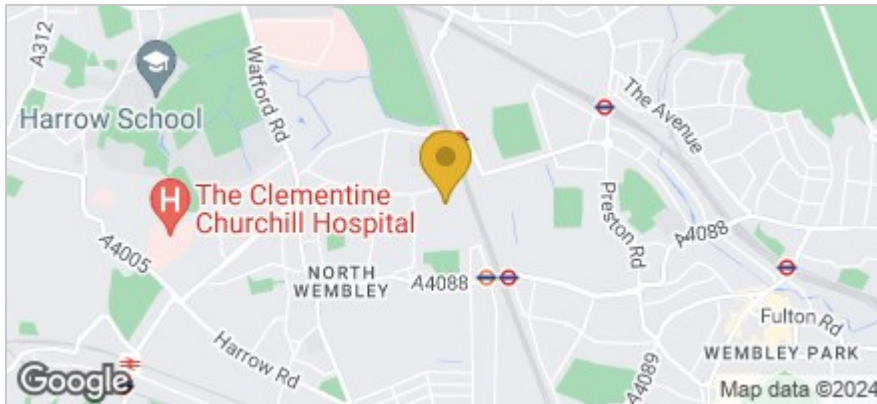 A312
Watford Rd
Harrow School
The Avenue
H
The Clementine
Churchill Hospital
Preston Rd
A4088
A4005
NORTH
WEMBLEY
A4088
Harrow Rd
Fulton Rd
WEMBLEY PARK
A4089
Google
Map data ©2024